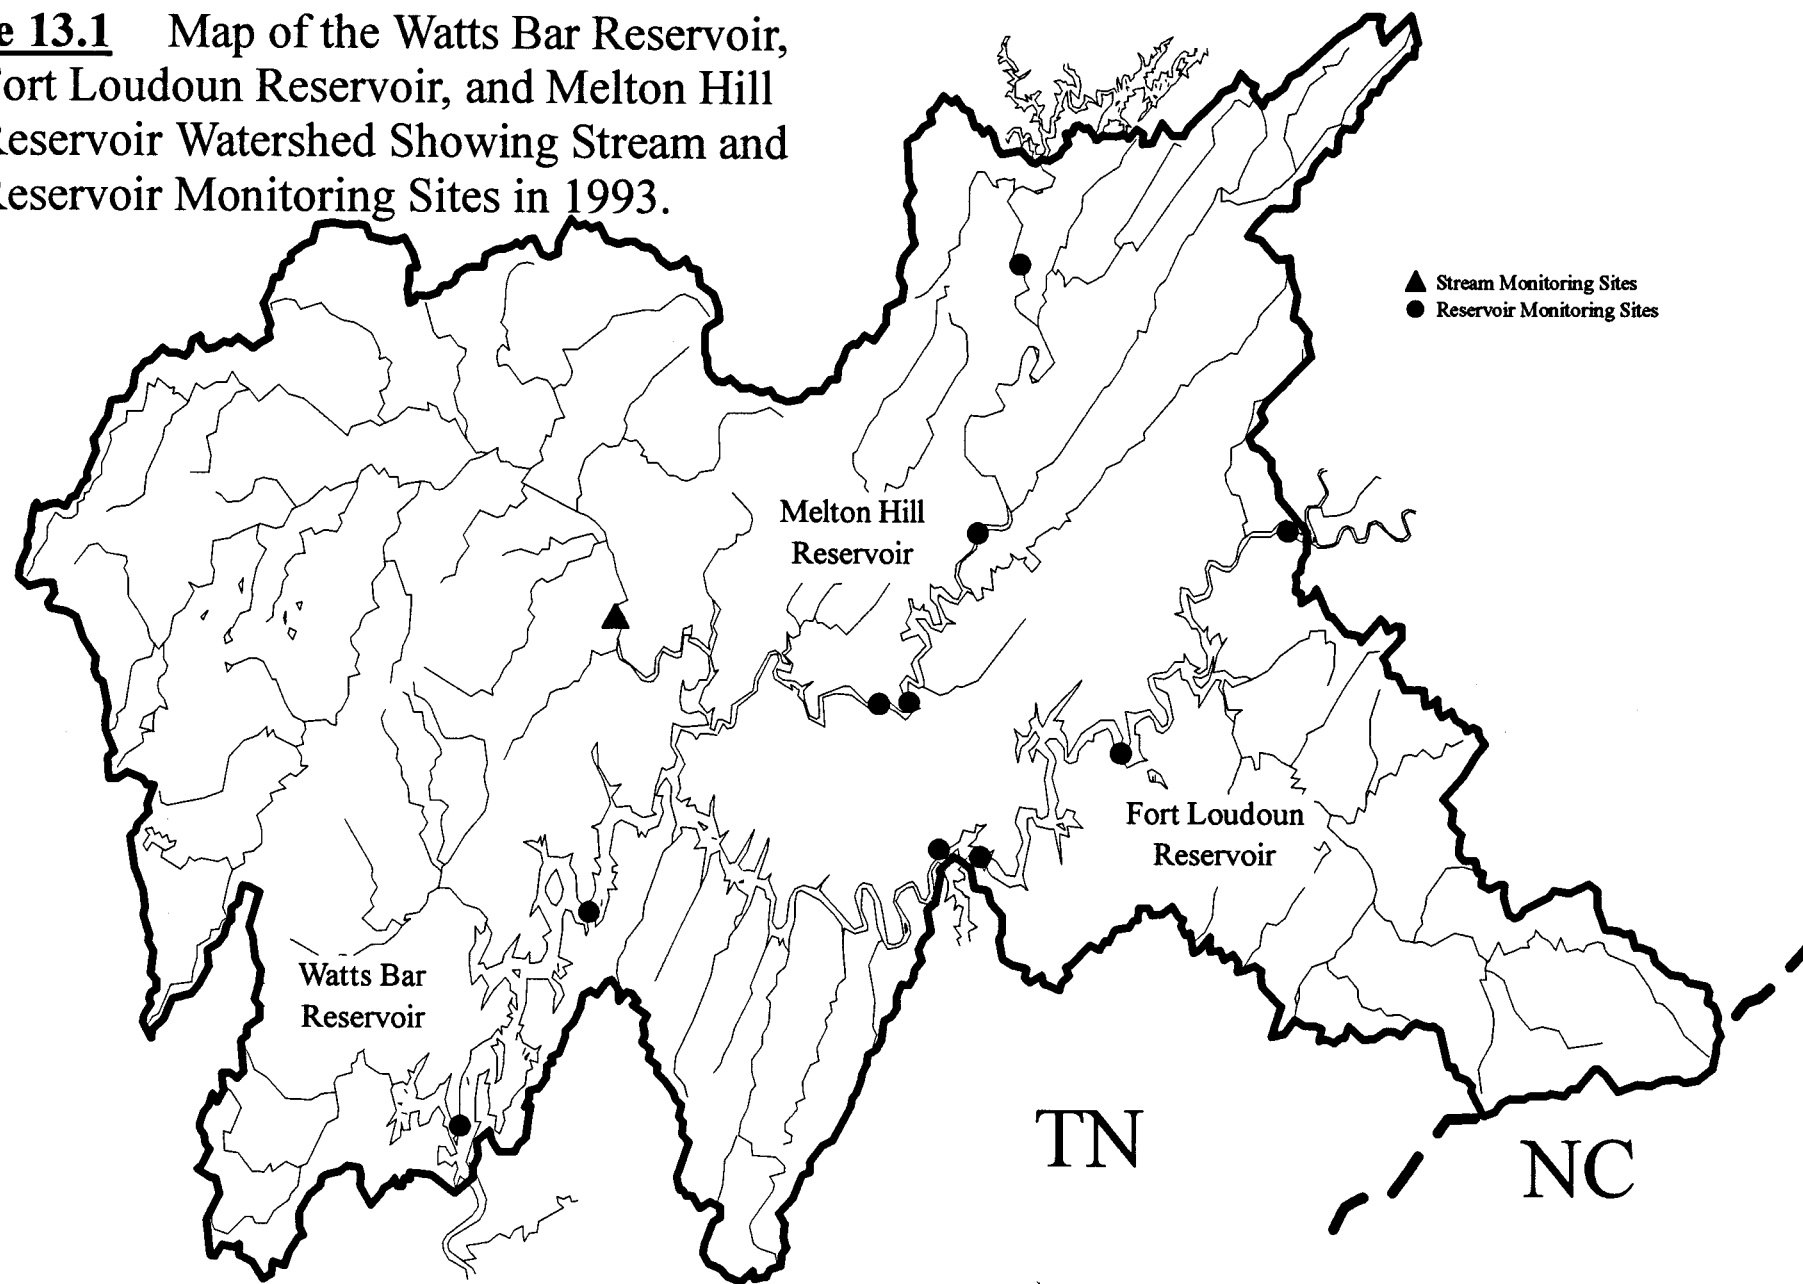 e 13.1 Map of the Watts Bar Reservoir,
ort Loudoun Reservoir, and Melton Hill
eservoir Watershed Showing Stream and
eservoir Monitoring Sites in 1993.
Stream Monitoring Sites
Reservoir Monitoring Sites
Melton Hill
Reservoir
Fort Loudoun
Reservoir
Watts Bar
Reservoir
TN
NC